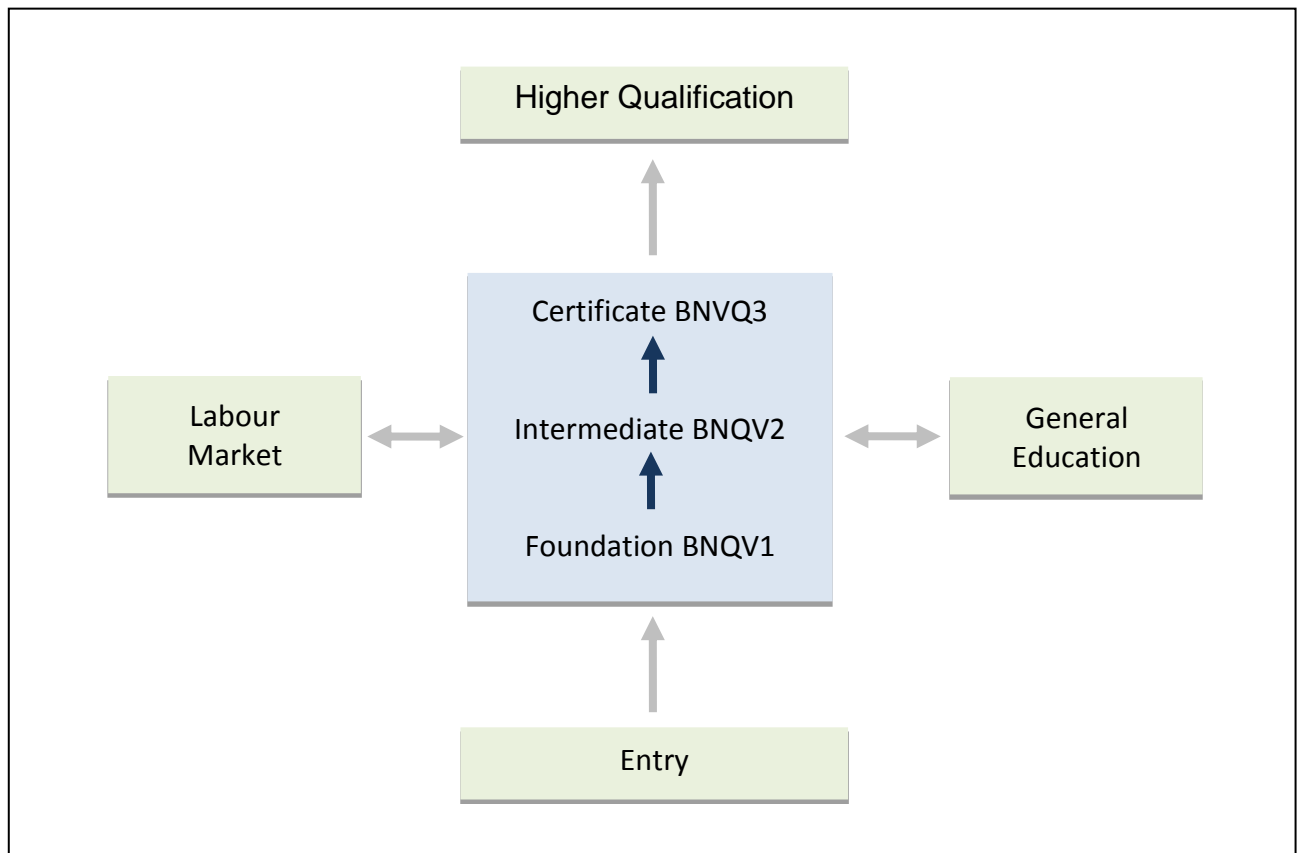 Higher Qualification
Certificate BNVQ3
Labour
Market
Intermediate BNQV2
General
Education
Foundation BNQV1
Entry